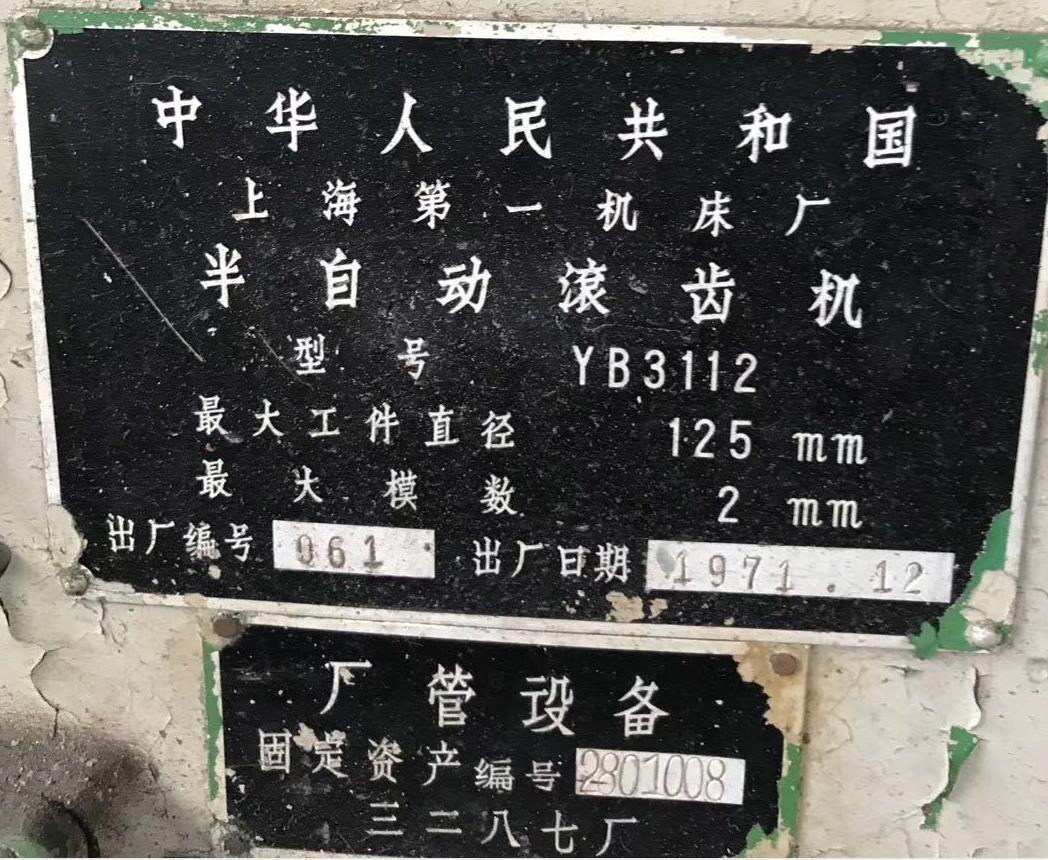 中华人民共和国
上海第一机床厂
半自动滚齿机
型号 YB3112
最大工件直径 125 mm
最大模数 2 mm
出厂编号 061 出厂日期 1971.12
厂管设备
固定资产编号 2801008
三二八七厂